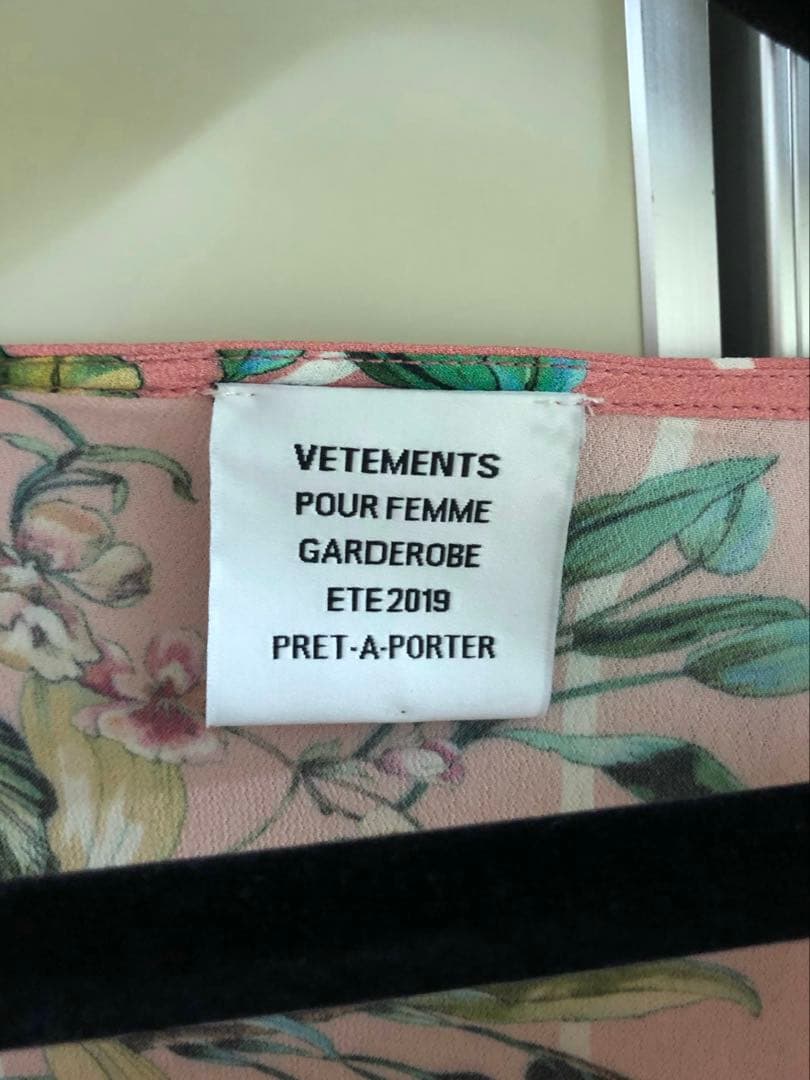 VETEMENTS
POUR FEMME
GARDEROBE
ETE 2019
PRET-A-PORTER